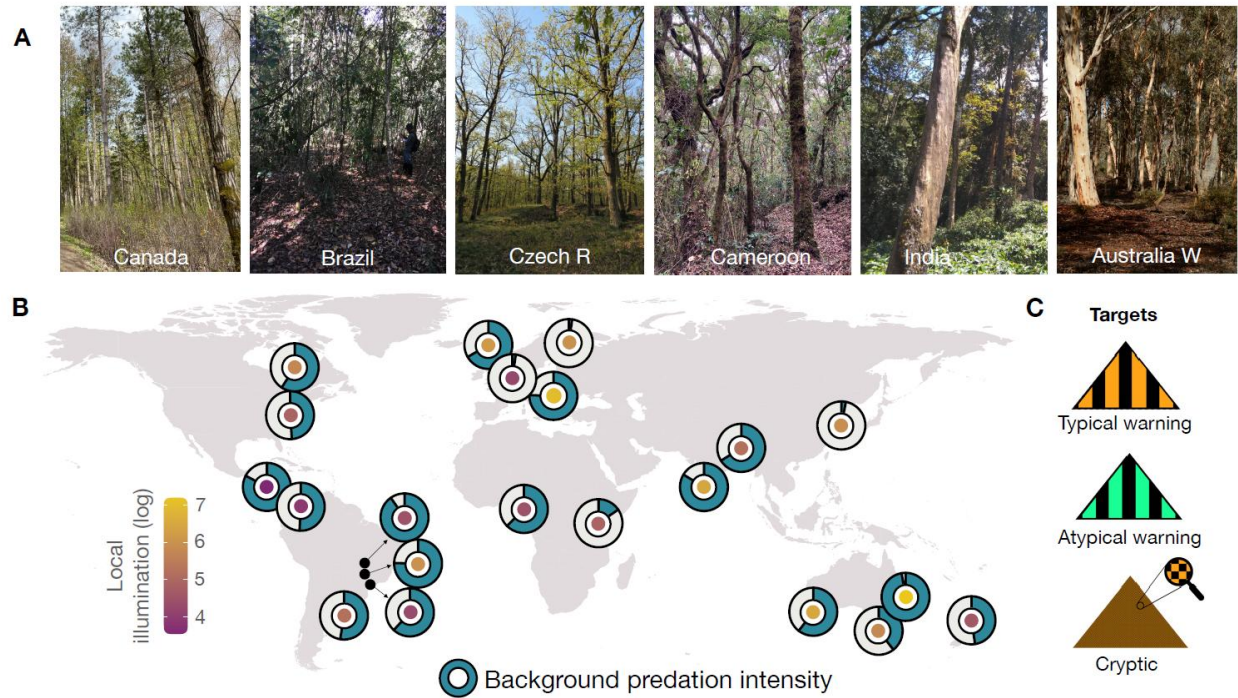 A
Canada
Brazil
Czech R
Cameroon
India
Australia W
B
Local
illumination (log)
7
6
5
4
Background predation intensity
C
Targets
Typical warning
Atypical warning
Cryptic